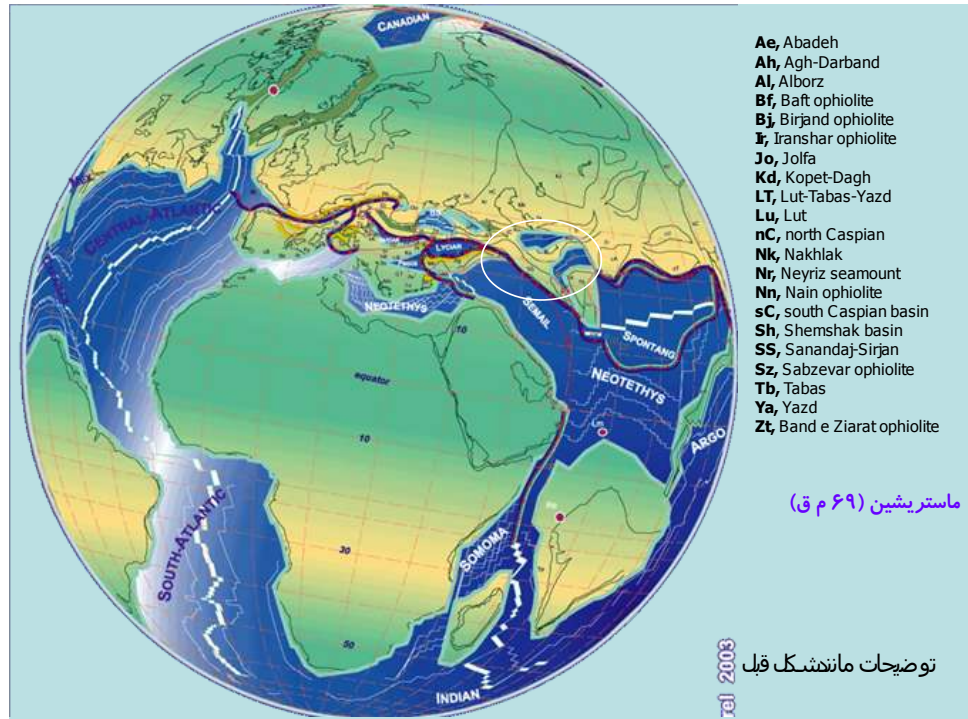 CANADIAN
CENTRAL-ATLANTIC
LYCIAN
NEOTETHYS
SEMAIL
SPONTANG
NEOTETHYS
ARGO
equator
10
10
30
50
SOUTH-ATLANTIC
SOMOMA
INDIAN
Ae, Abadeh
Ah, Agh-Darband
Al, Alborz
Bf, Baft ophiolite
Bj, Birjand ophiolite
Ir, Iranshar ophiolite
Jo, Jolfa
Kd, Kopet-Dagh
LT, Lut-Tabas-Yazd
Lu, Lut
nC, north Caspian
Nk, Nakhlak
Nr, Neyriz seamount
Nn, Nain ophiolite
sC, south Caspian basin
Sh, Shemshak basin
SS, Sanandaj-Sirjan
Sz, Sabzevar ophiolite
Tb, Tabas
Ya, Yazd
Zt, Band e Ziarat ophiolite
ماستریشین (۶۹ م ق)
توضیحات مانندشکل قبل
rel 2003